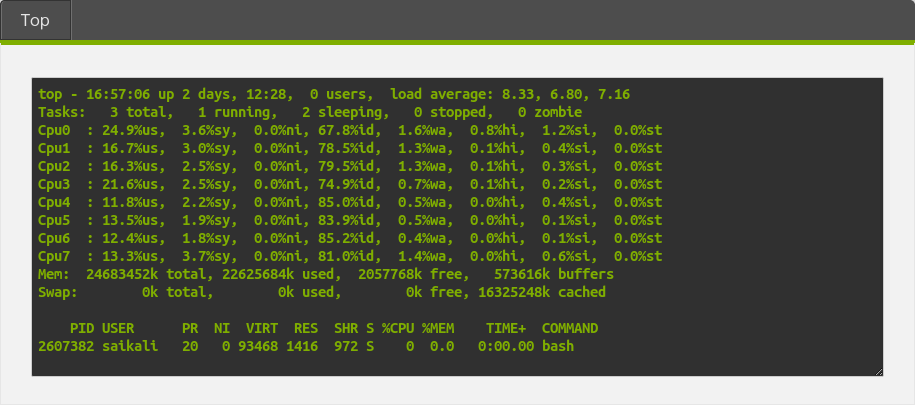 Top
top - 16:57:06 up 2 days, 12:28,  0 users,  load average: 8.33, 6.80, 7.16
Tasks:   3 total,   1 running,   2 sleeping,   0 stopped,   0 zombie
Cpu0  : 24.9%us,  3.6%sy,  0.0%ni, 67.8%id,  1.6%wa,  0.8%hi,  1.2%si,  0.0%st
Cpu1  : 16.7%us,  3.0%sy,  0.0%ni, 78.5%id,  1.3%wa,  0.1%hi,  0.4%si,  0.0%st
Cpu2  : 16.3%us,  2.5%sy,  0.0%ni, 79.5%id,  1.3%wa,  0.1%hi,  0.3%si,  0.0%st
Cpu3  : 21.6%us,  2.5%sy,  0.0%ni, 74.9%id,  0.7%wa,  0.1%hi,  0.2%si,  0.0%st
Cpu4  : 11.8%us,  2.2%sy,  0.0%ni, 85.0%id,  0.5%wa,  0.0%hi,  0.4%si,  0.0%st
Cpu5  : 13.5%us,  1.9%sy,  0.0%ni, 83.9%id,  0.5%wa,  0.0%hi,  0.1%si,  0.0%st
Cpu6  : 12.4%us,  1.8%sy,  0.0%ni, 85.2%id,  0.4%wa,  0.0%hi,  0.1%si,  0.0%st
Cpu7  : 13.3%us,  3.7%sy,  0.0%ni, 81.0%id,  1.4%wa,  0.0%hi,  0.6%si,  0.0%st
Mem:  24683452k total, 22625684k used,  2057768k free,   573616k buffers
Swap:        0k total,        0k used,        0k free, 16325248k cached
    PID USER      PR  NI  VIRT  RES  SHR S %CPU %MEM    TIME+  COMMAND
2607382 saikali   20   0 93468 1416  972 S    0  0.0   0:00.00 bash